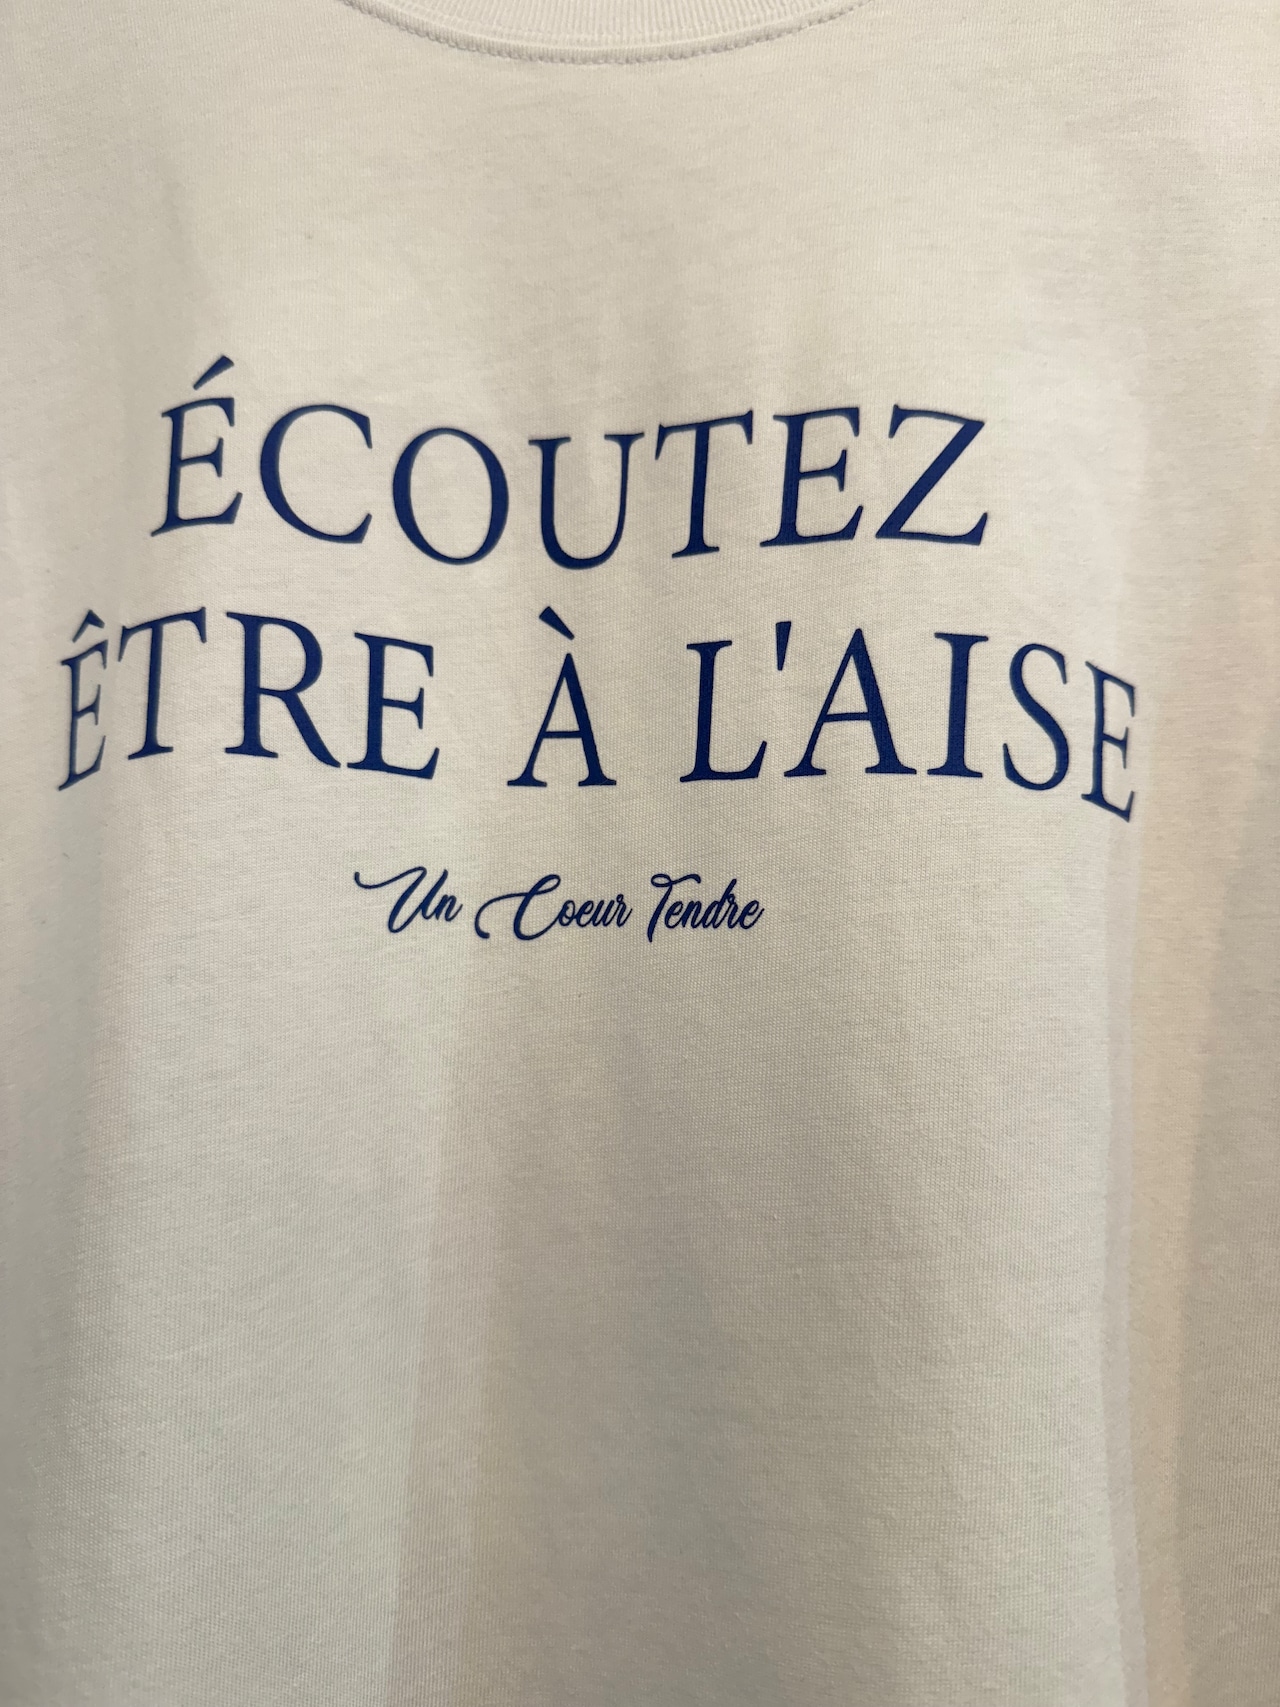 ÉCOUTEZ
ÊTRE À L'AISE
Un Coeur Tendre